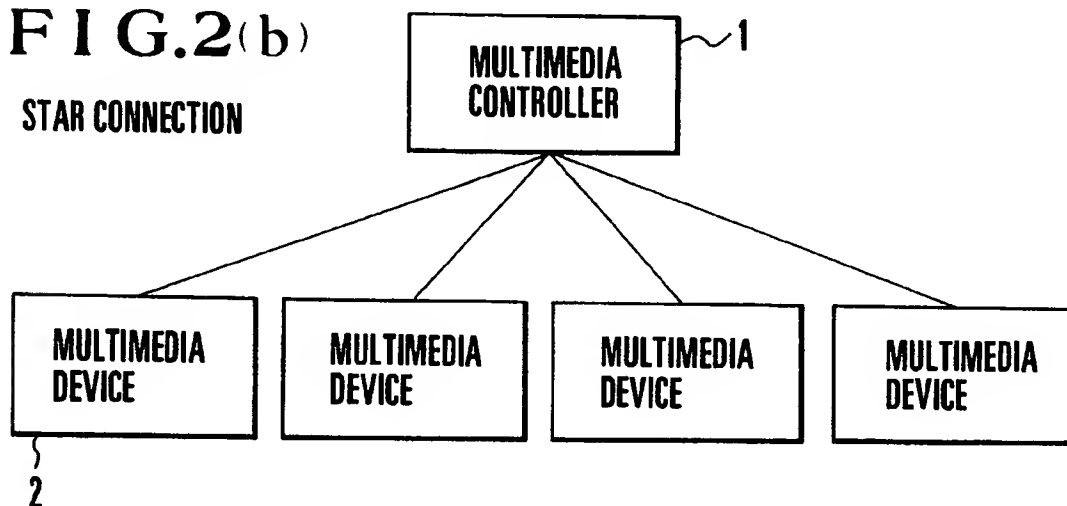 FIG.2(b)
STAR CONNECTION
MULTIMEDIA
CONTROLLER
1
MULTIMEDIA
DEVICE
MULTIMEDIA
DEVICE
MULTIMEDIA
DEVICE
MULTIMEDIA
DEVICE
2